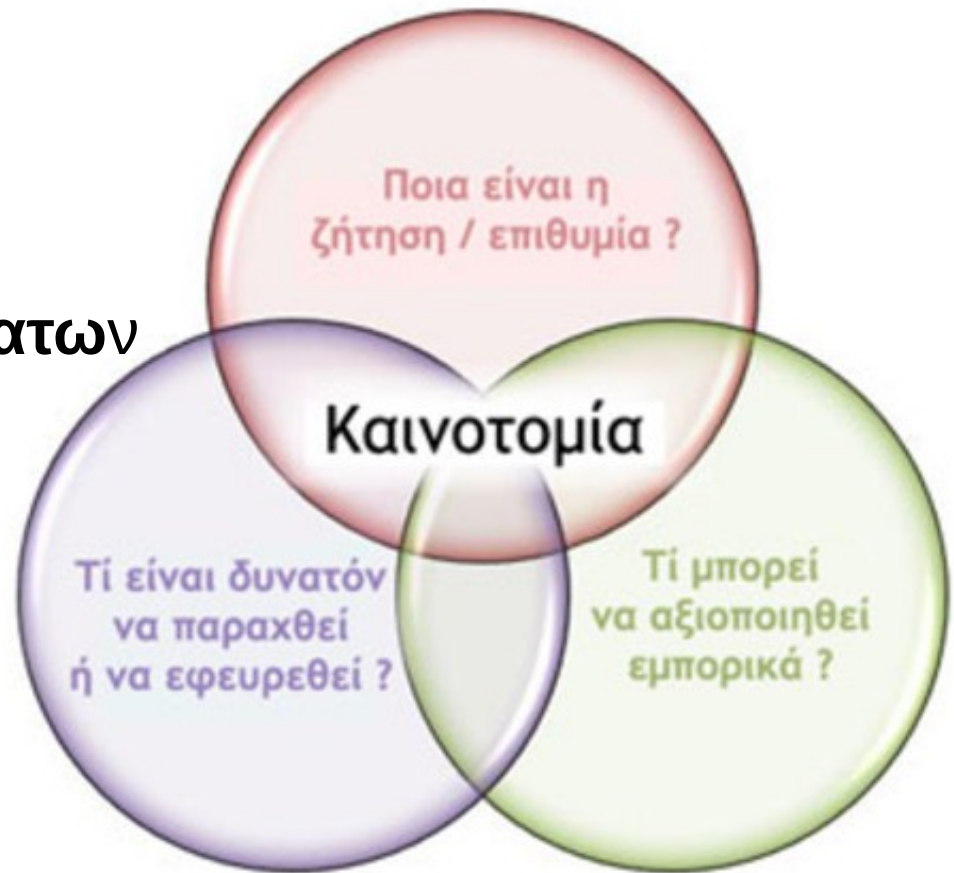 Ποια είναι η
ζήτηση / επιθυμία ?
ατων
Καινοτομία
Τί είναι δυνατόν
να παραχθεί
ή να εφευρεθεί ?
Τί μπορεί
να αξιοποιηθεί
εμπορικά ?